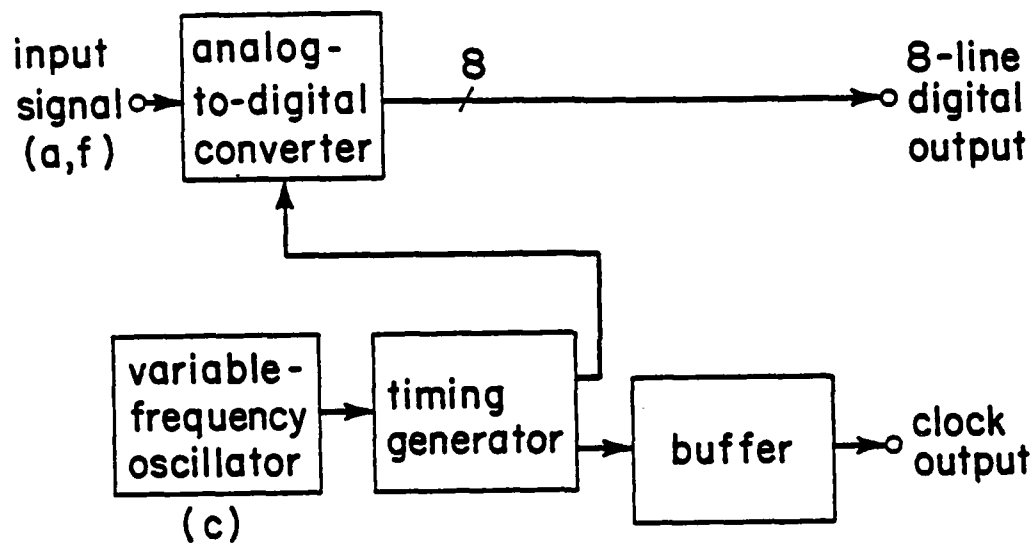 input
signal
(a,f)
analog-
to-digital
converter
8
8-line
digital
output
variable-
frequency
oscillator
(c)
timing
generator
buffer
clock
output